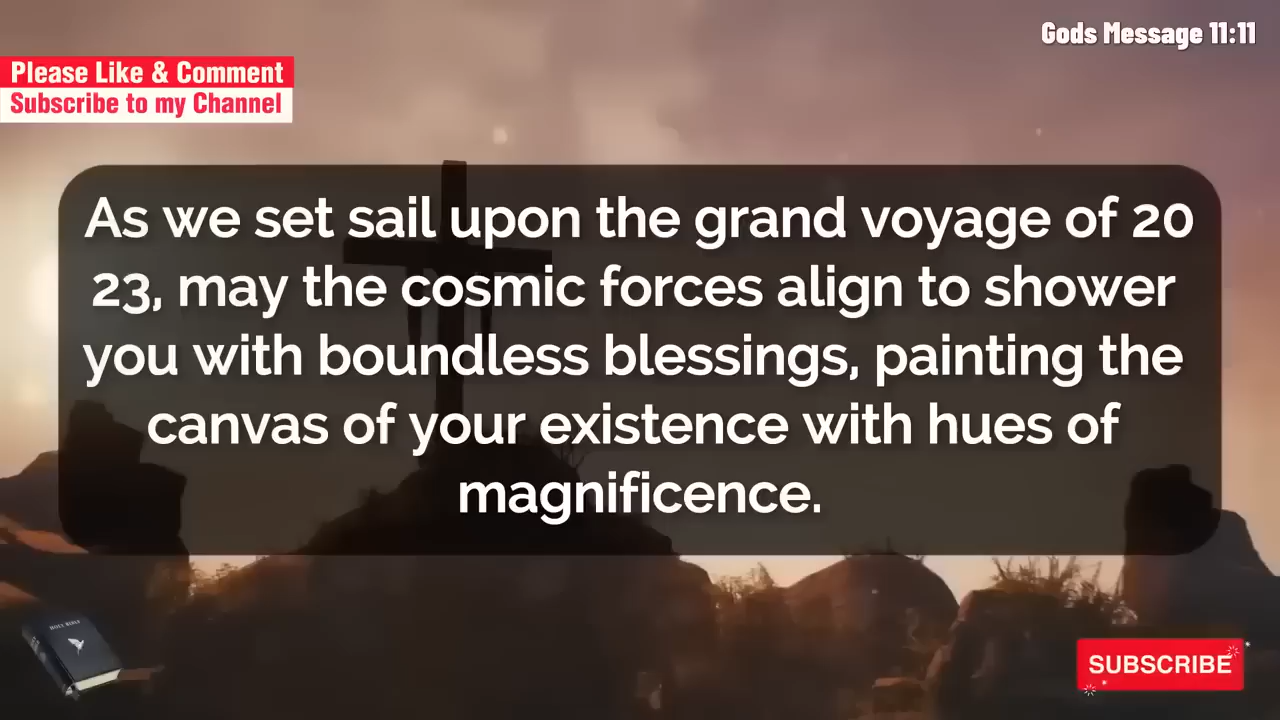 Gods Message 11:11
Please Like & Comment
Subscribe to my Channel
As we set sail upon the grand voyage of 20
23, may the cosmic forces align to shower
you with boundless blessings, painting the
canvas of your existence with hues of
magnificence.
HOLY BIBLE
SUBSCRIBE